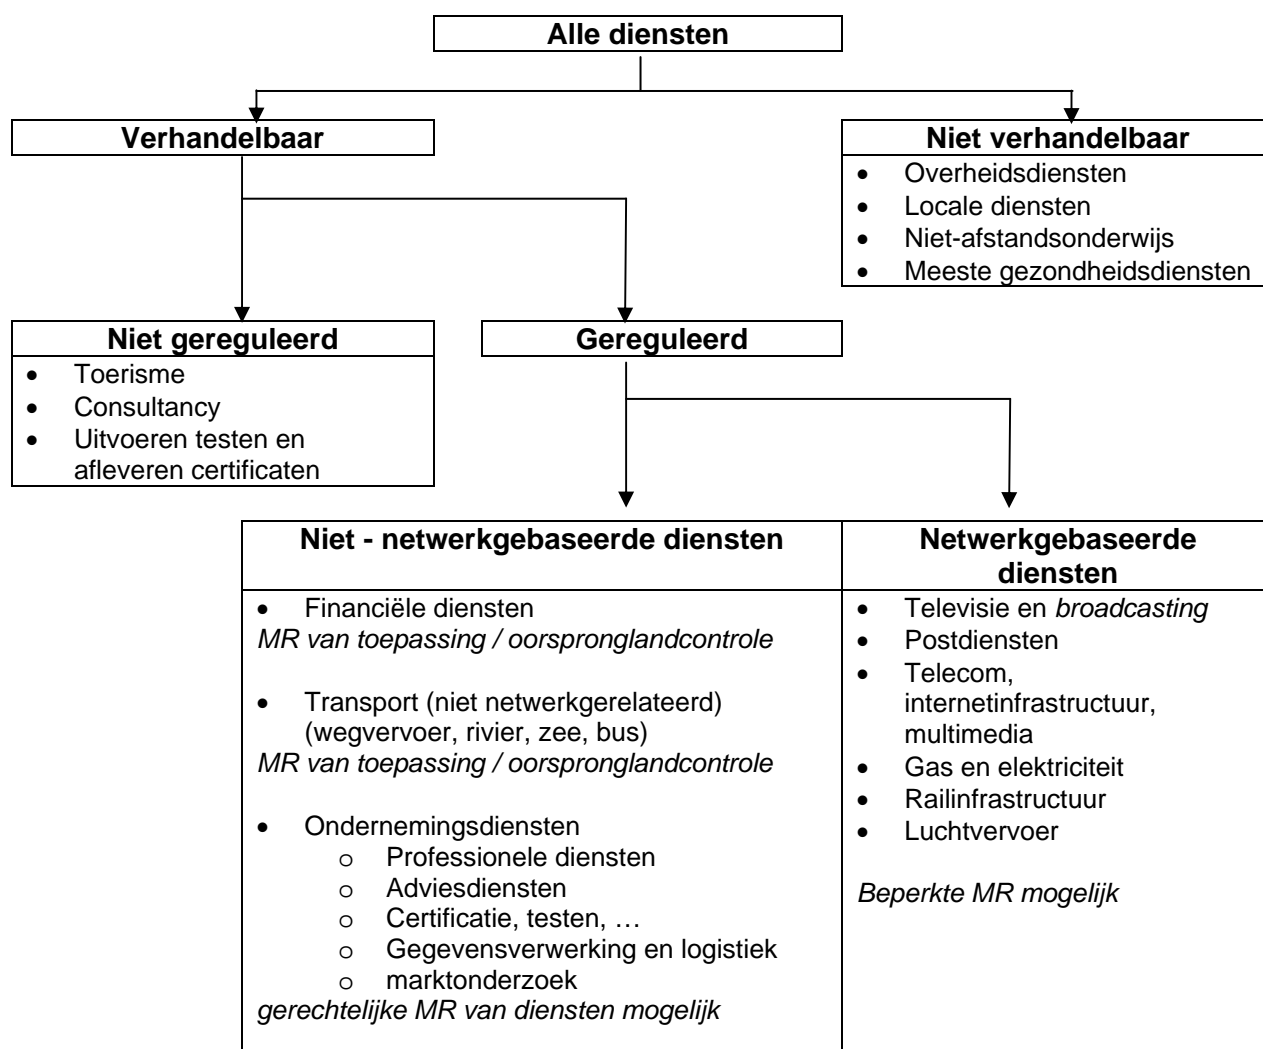 Alle diensten
Verhandelbaar
Niet verhandelbaar
• Overheidsdiensten
• Locale diensten
• Niet-afstandsonderwijs
• Meeste gezondheidsdiensten
Niet gereguleerd
• Toerisme
• Consultancy
• Uitvoeren testen en
afleveren certificaten
Gereguleerd
Niet - netwerkgebaseerde diensten
• Financiële diensten
MR van toepassing / oorspronglandcontrole
• Transport (niet netwerkgerelateerd)
(wegvervoer, rivier, zee, bus)
MR van toepassing / oorspronglandcontrole
• Ondernemingsdiensten
o Professionele diensten
o Adviesdiensten
o Certificatie, testen, …
o Gegevensverwerking en logistiek
o marktonderzoek
gerechtelijke MR van diensten mogelijk
Netwerkgebaseerde
diensten
• Televisie en broadcasting
• Postdiensten
• Telecom,
internetinfrastructuur,
multimedia
• Gas en elektriciteit
• Railinfrastructuur
• Luchtvervoer
Beperkte MR mogelijk